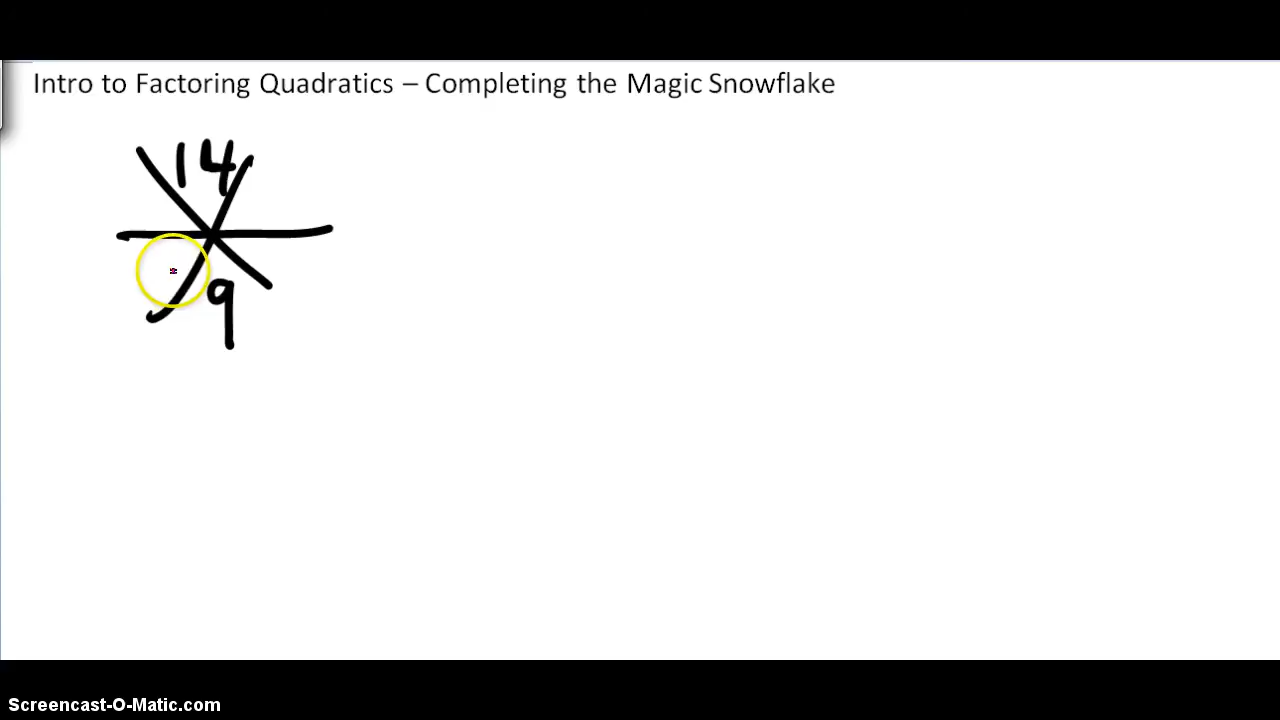 Intro to Factoring Quadratics – Completing the Magic Snowflake
14
9
Screencast-O-Matic.com